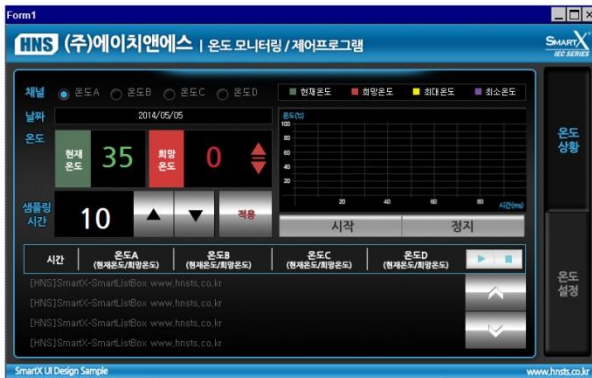 Form1
HNS (주)에이치앤에스 | 온도 모니터링 / 제어프로그램
SMARTX
IEC SERIES
채널 온도A 온도B 온도C 온도D
현재온도 희망온도 최대온도 최소온도
날짜 2014/05/05
온도
현재 온도 35
희망 온도 0
온도(℃)
100
80
60
40
20
20 40 60 80 시간(ms)
샘플링 시간 10 적용
시작 정지
시간 온도A (현재온도/희망온도) 온도B (현재온도/희망온도) 온도C (현재온도/희망온도) 온도D (현재온도/희망온도)
[HNS]SmartX-SmartListBox www.hnsts.co.kr
[HNS]SmartX-SmartListBox www.hnsts.co.kr
[HNS]SmartX-SmartListBox www.hnsts.co.kr
[HNS]SmartX-SmartListBox www.hnsts.co.kr
온도
상황
온도
설정
SmartX UI Design Sample
www.hnsts.co.kr